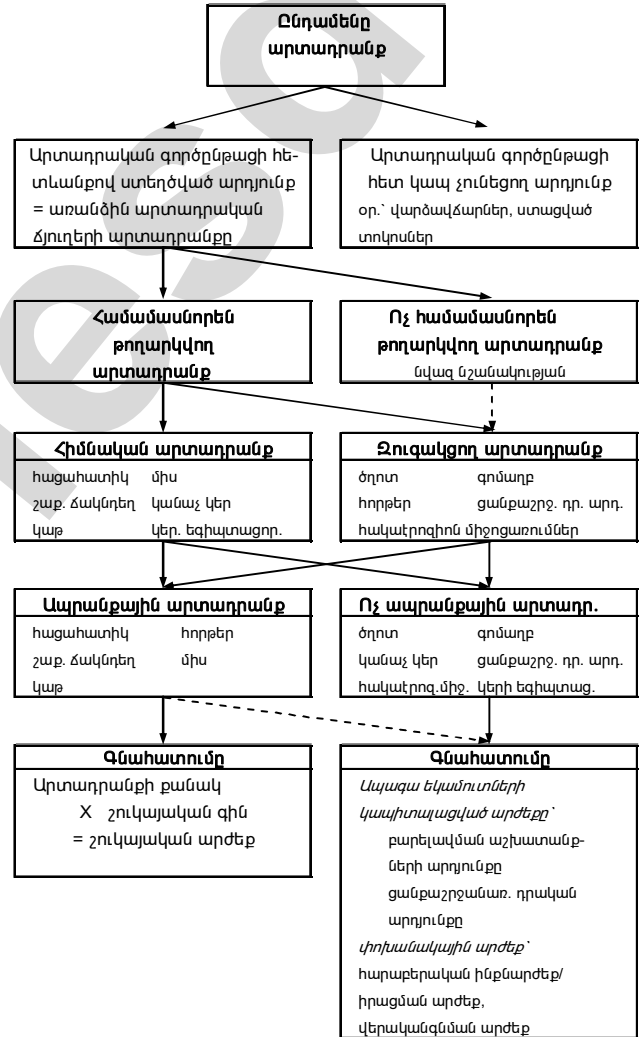 Ընդամենը
արտադրանք
Արտադրական գործընթացի հե-
տևանքով ստեղծված արդյունք
= առանձին արտադրական
ճյուղերի արտադրանքը
Արտադրական գործընթացի
հետ կապ չունեցող արդյունք
օր.` վարձավճարներ, ստացված
տոկոսներ
Համամասնորեն
թողարկվող
արտադրանք
Ոչ համամասնորեն
թողարկվող արտադրանք
նվազ նշանակության
Հիմնական արտադրանք
հացահատիկ միս
շաք. ճակնդեղ կանաչ կեր
կաթ կեր. եգիպտացոր.
Զուգակցող արտադրանք
ծղոտ գոմաղբ
հորթեր ցանքաշրջ. դր. արդ.
հակաէրոզիոն միջոցառումներ
Ապրանքային արտադրանք
հացահատիկ հորթեր
շաք. ճակնդեղ միս
կաթ
Ոչ ապրանքային արտադր.
ծղոտ գոմաղբ
կանաչ կեր ցանքաշրջ. դր. արդ.
հակաէրոզ.միջ. կերի եգիպտաց.
Գնահատումը
Արտադրանքի քանակ
X շուկայական գին
= շուկայական արժեք
Գնահատումը
Ապագա եկամուտների
կապիտալացված արժեքը`
բարելավման աշխատանք-
ների արդյունքը
ցանքաշրջանառ. դրական
արդյունքը
փոխանակային արժեք`
հարաբերական ինքնարժեք/
իրացման արժեք,
վերականգնման արժեք